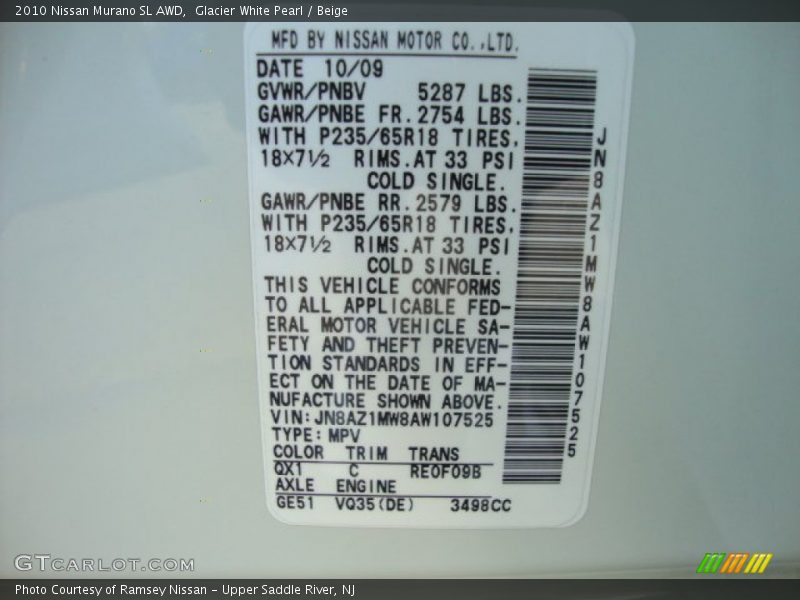 2010 Nissan Murano SL AWD,  Glacier White Pearl / Beige
MFD BY NISSAN MOTOR CO.,LTD.
DATE 10/09
GVWR/PNBV 5287 LBS.
GAWR/PNBE FR. 2754 LBS.
WITH P235/65R18 TIRES,
18×7½ RIMS.AT 33 PSI
COLD SINGLE.
GAWR/PNBE RR. 2579 LBS.
WITH P235/65R18 TIRES.
18×7½ RIMS.AT 33 PSI
COLD SINGLE.
THIS VEHICLE CONFORMS
TO ALL APPLICABLE FED-
ERAL MOTOR VEHICLE SA-
FETY AND THEFT PREVEN-
TION STANDARDS IN EFF-
ECT ON THE DATE OF MA-
NUFACTURE SHOWN ABOVE.
VIN:JN8AZ1MW8AW107525
TYPE: MPV
COLOR TRIM TRANS
QX1 C RE0F09B
AXLE ENGINE
GE51 VQ35(DE) 3498CC
JN8AZ1MW8AW107525
GTCARLOT.COM
Photo Courtesy of Ramsey Nissan – Upper Saddle River, NJ